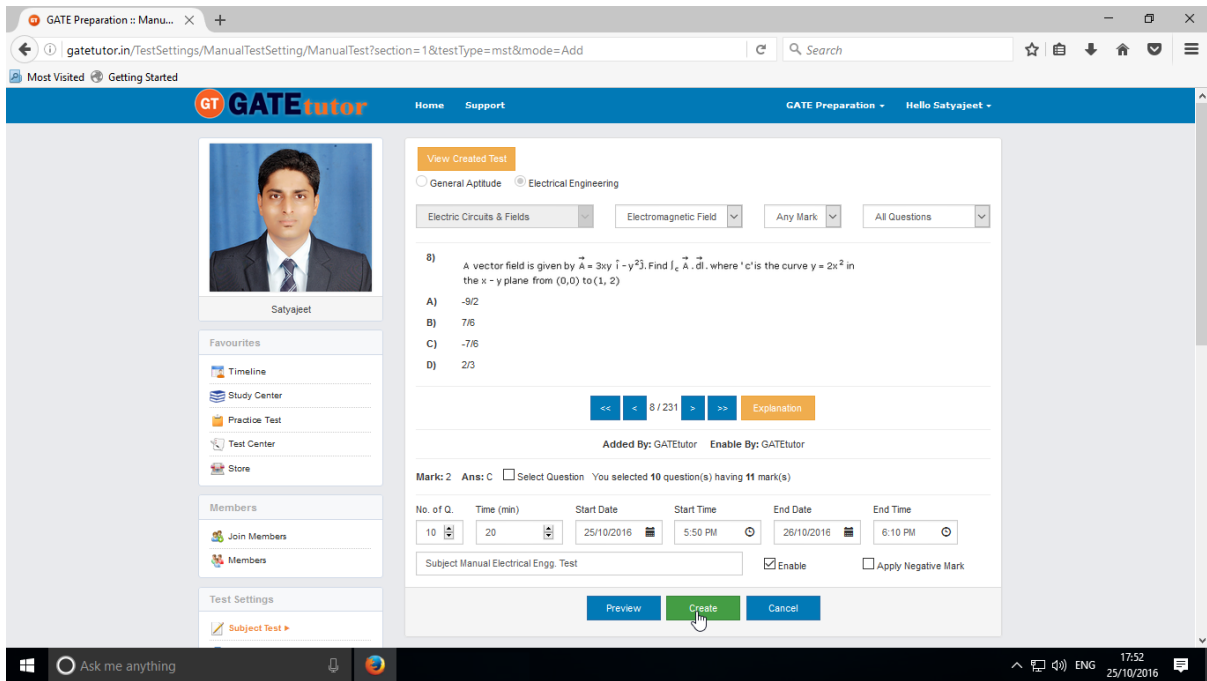 GATE Preparation :: Manu...
gatetutor.in/TestSettings/ManualTestSetting/ManualTest?section=1&testType=mst&mode=Add
Search
Most Visited Getting Started
GT GATEtutor
Home Support GATE Preparation Hello Satyajeet
View Created Test
General Aptitude Electrical Engineering
Electric Circuits & Fields Electromagnetic Field Any Mark All Questions
8)
A vector field is given by A⃗ = 3xy î - y²ĵ. Find ∫c A⃗ . dl⃗. where 'c'is the curve y = 2x² in
the x - y plane from (0,0) to (1, 2)
A) -9/2
B) 7/6
C) -7/6
D) 2/3
<< < 8 / 231 > >> Explanation
Added By: GATEtutor Enable By: GATEtutor
Mark: 2 Ans: C Select Question You selected 10 question(s) having 11 mark(s)
No. of Q. Time (min) Start Date Start Time End Date End Time
10 20 25/10/2016 5:50 PM 26/10/2016 6:10 PM
Subject Manual Electrical Engg. Test Enable Apply Negative Mark
Preview Create Cancel
Satyajeet
Favourites
Timeline
Study Center
Practice Test
Test Center
Store
Members
Join Members
Members
Test Settings
Subject Test
Ask me anything
ENG
17:52
25/10/2016